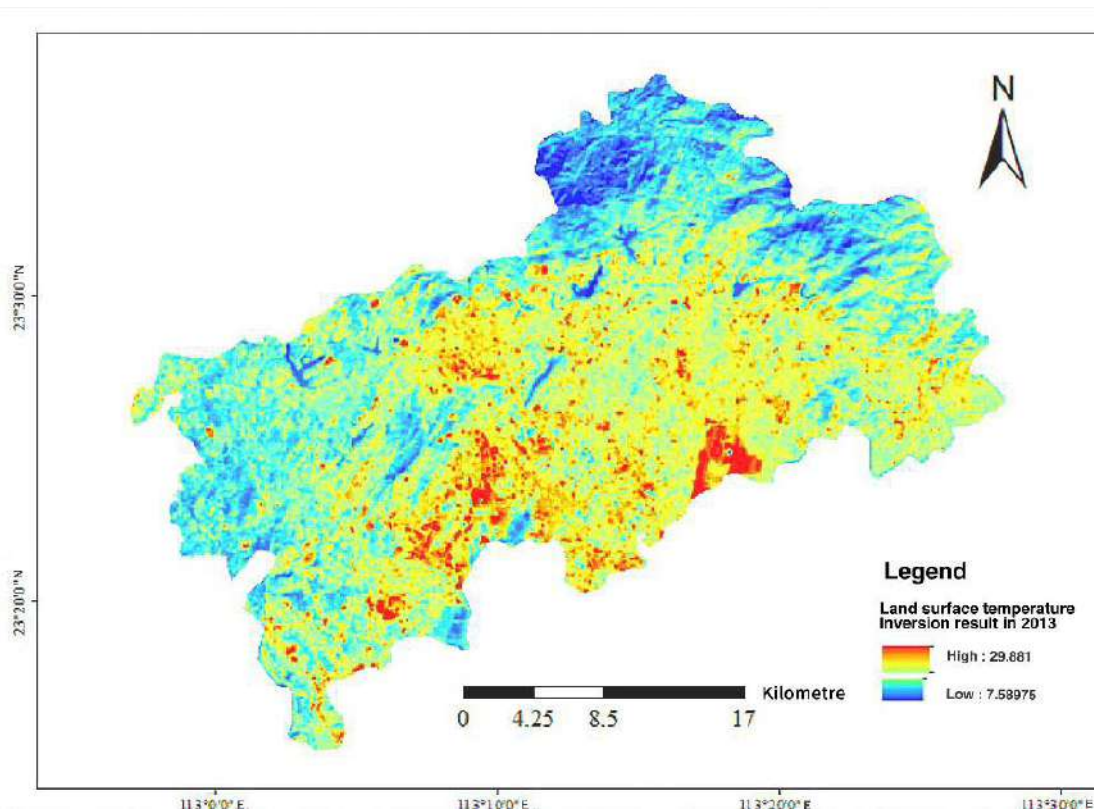 N
23°30'0"N
23°20'0"N
Legend
Land surface temperature
Inversion result in 2013
High : 29.881
Low : 7.58975
Kilometre
0 4.25 8.5 17
113°0'0"E 113°10'0"E 113°20'0"E 113°30'0"E